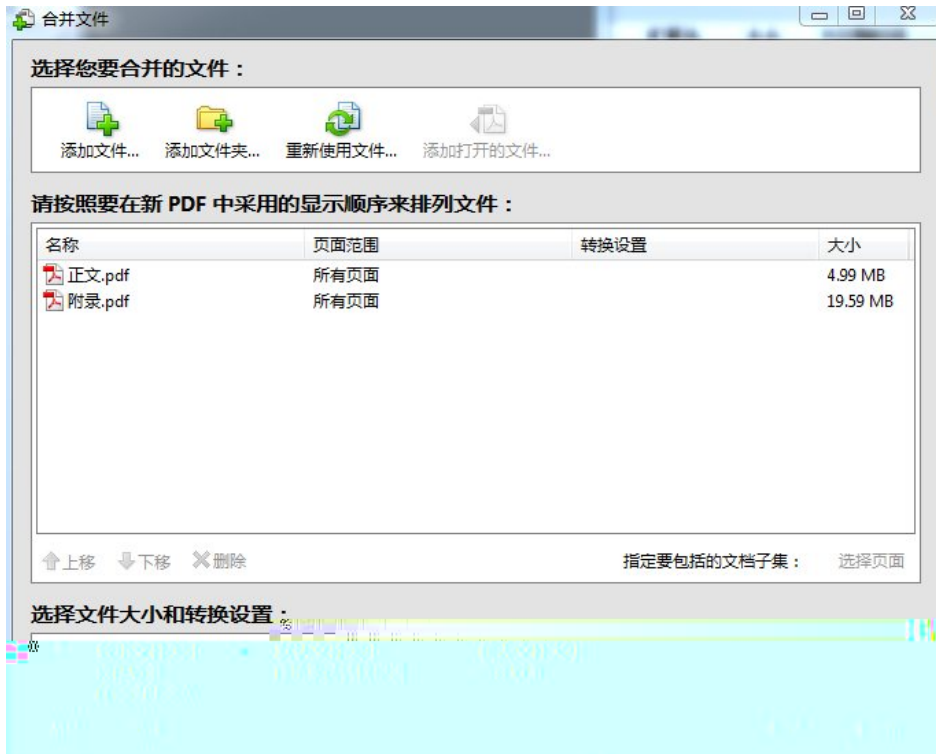 合并文件
选择您要合并的文件：
添加文件... 添加文件夹... 重新使用文件... 添加打开的文件...
请按照要在新 PDF 中采用的显示顺序来排列文件：
名称 页面范围 转换设置 大小
正文.pdf 所有页面 4.99 MB
附录.pdf 所有页面 19.59 MB
上移 下移 删除 指定要包括的文档子集： 选择页面
选择文件大小和转换设置：